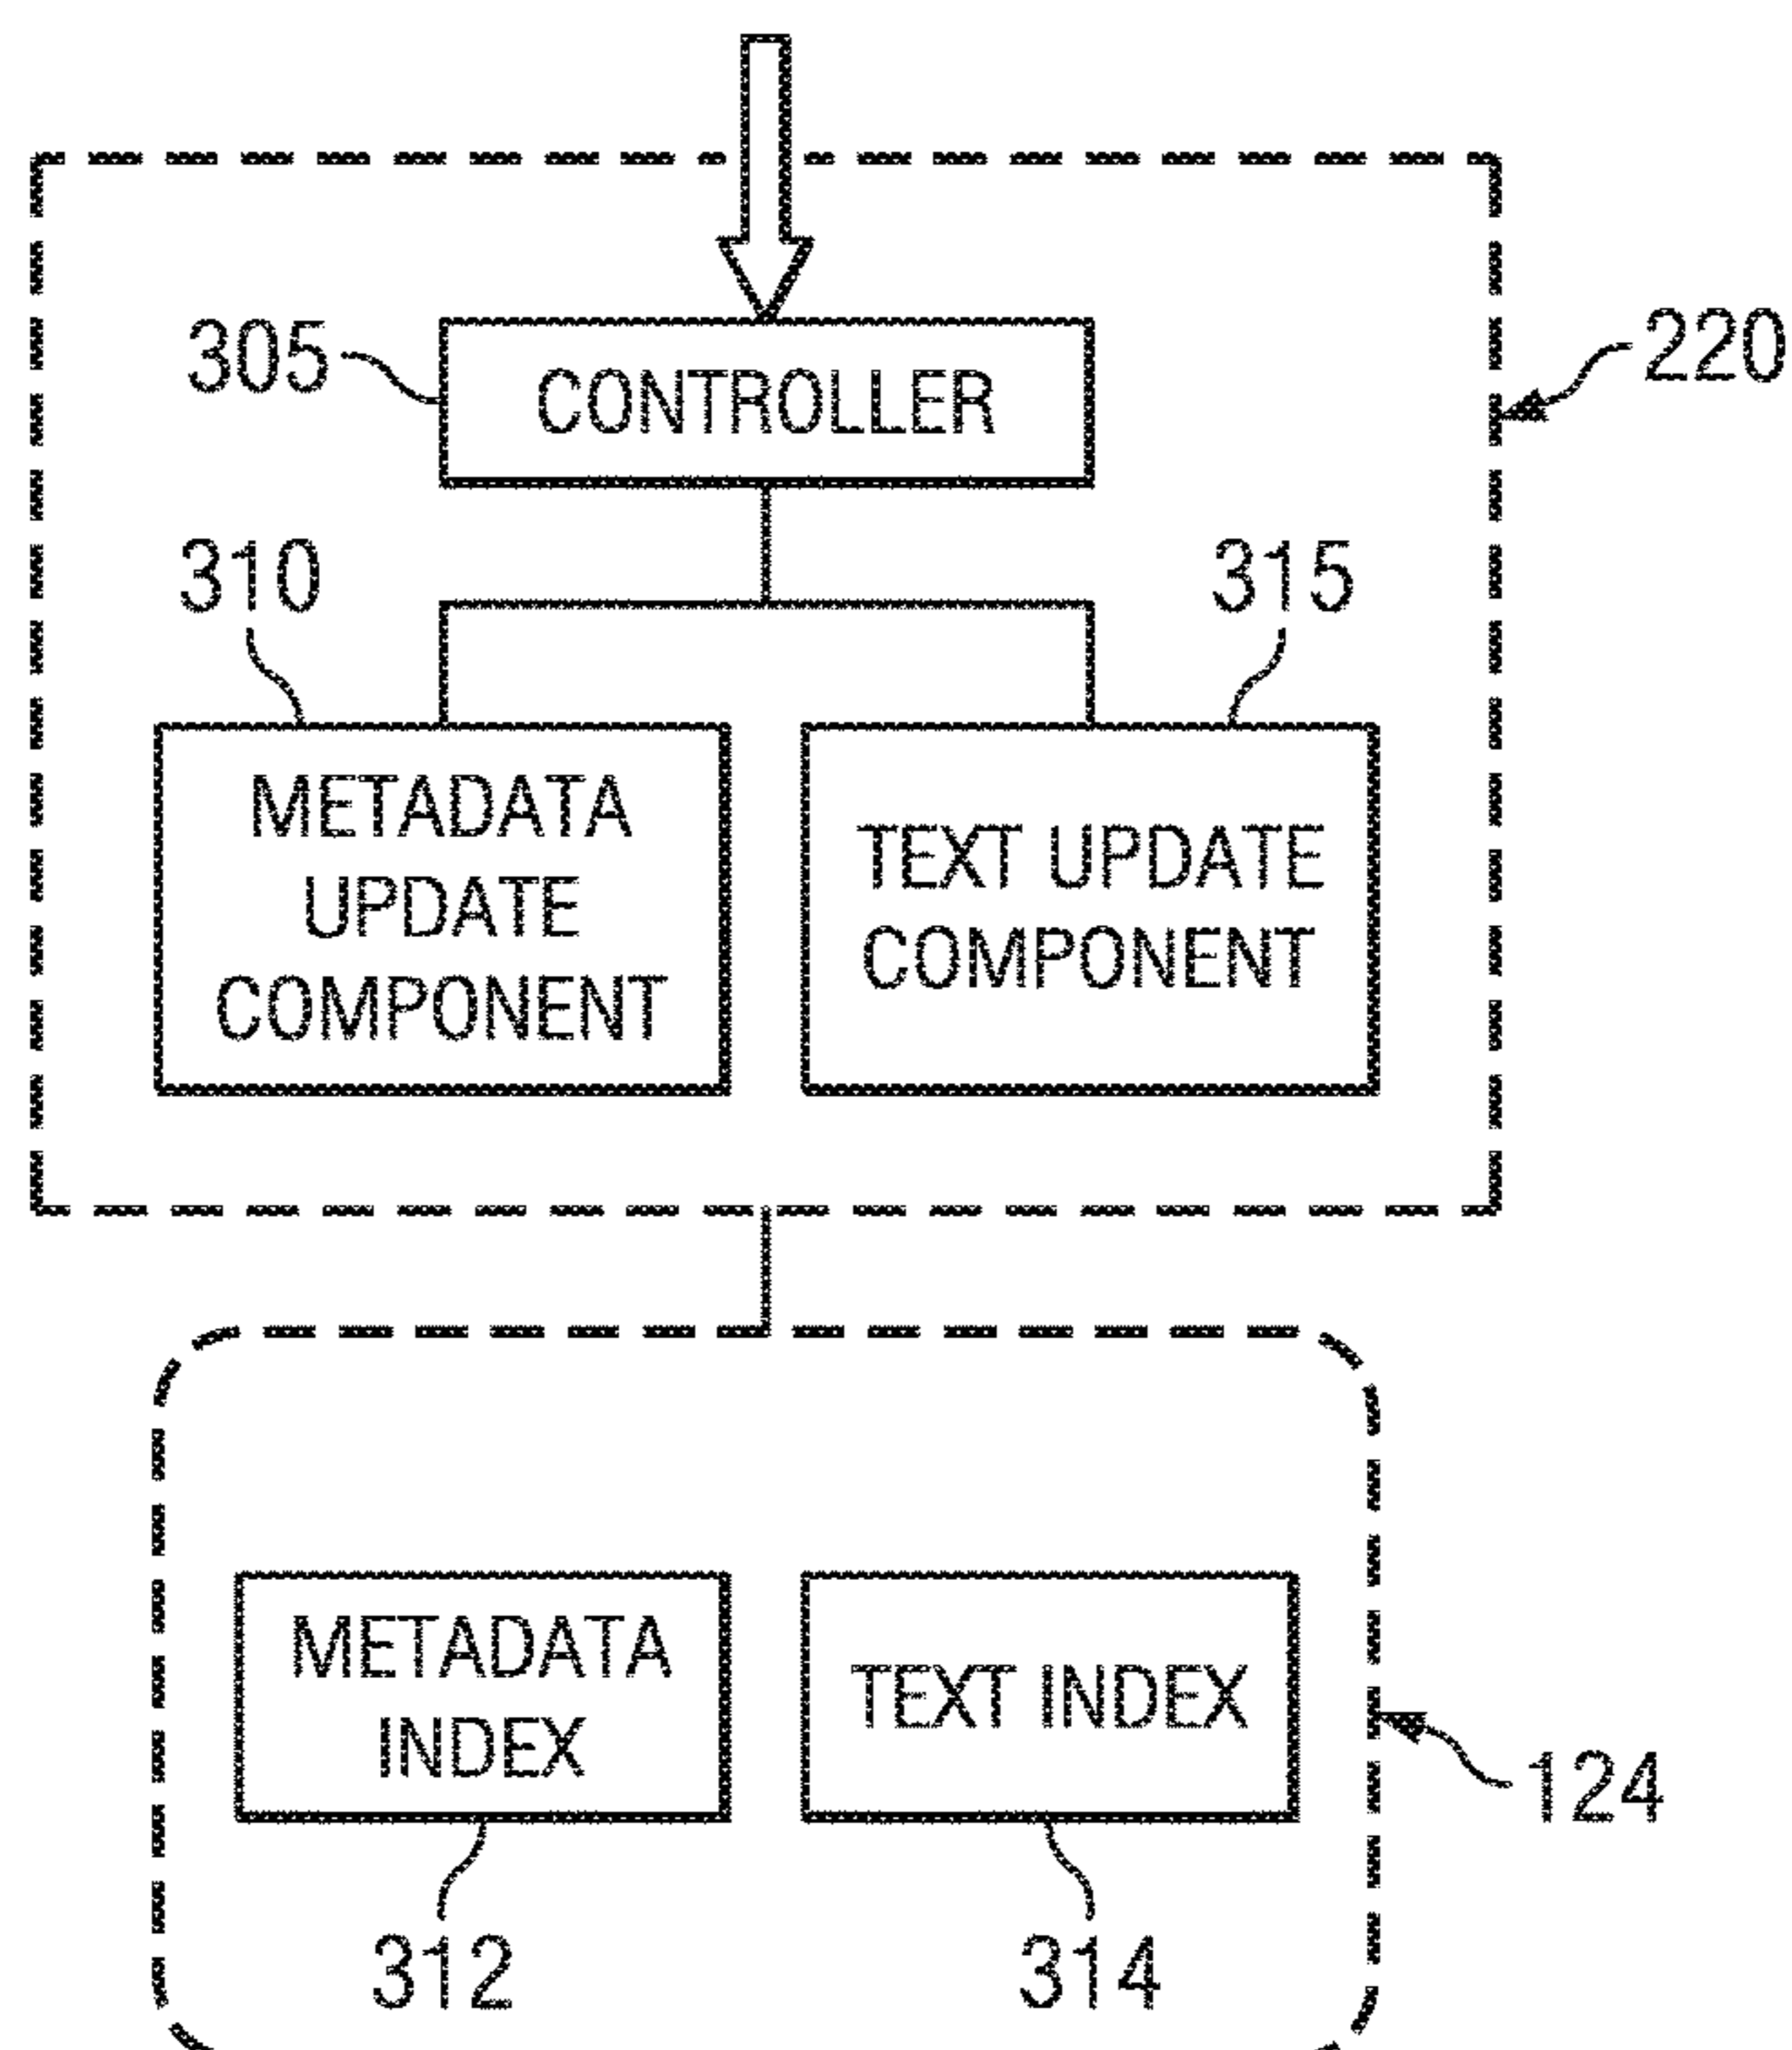 305
CONTROLLER
220
310
315
METADATA
UPDATE
COMPONENT
TEXT UPDATE
COMPONENT
METADATA
INDEX
TEXT INDEX
124
312
314